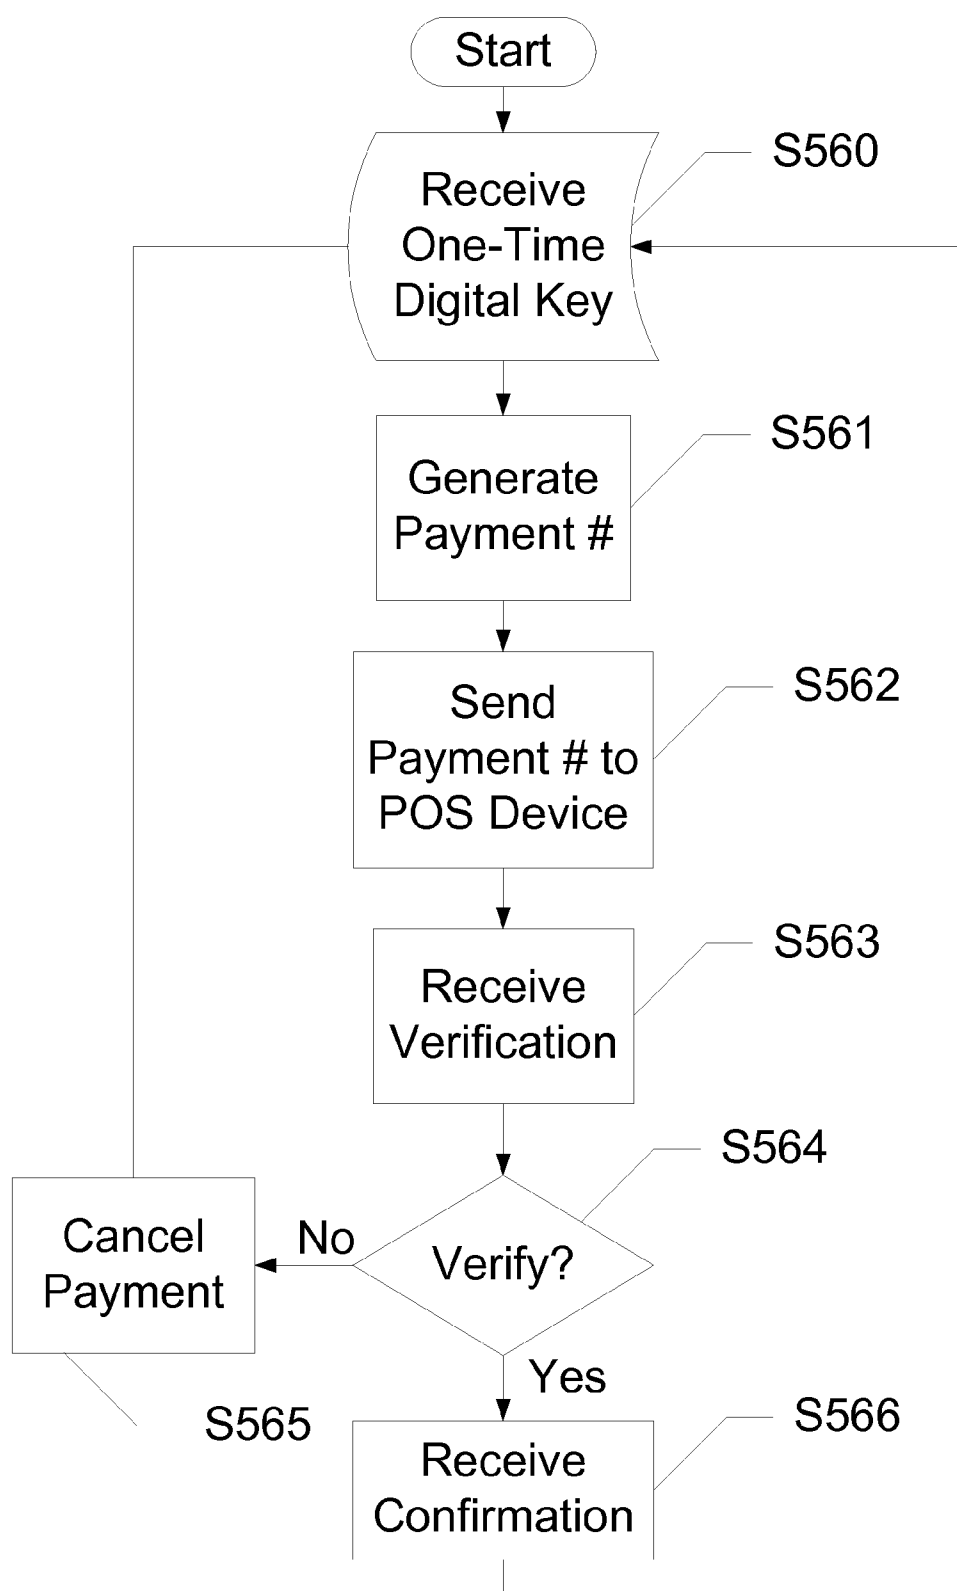 Start
S560
Receive
One-Time
Digital Key
S561
Generate
Payment #
S562
Send
Payment # to
POS Device
S563
Receive
Verification
S564
Verify?
No
Cancel
Payment
S565
Yes
S566
Receive
Confirmation